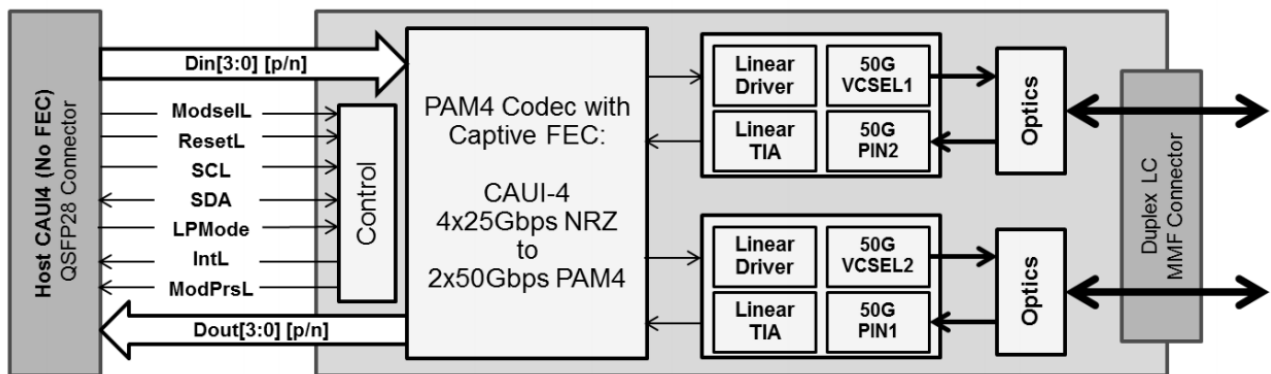 Host CAUI4 (No FEC)
QSFP28 Connector
Din[3:0] [p/n]
ModselL
ResetL
SCL
SDA
LPMode
IntL
ModPrsL
Dout[3:0] [p/n]
Control
PAM4 Codec with
Captive FEC:
CAUI-4
4x25Gbps NRZ
to
2x50Gbps PAM4
Linear
Driver
50G
VCSEL1
Linear
TIA
50G
PIN2
Optics
Linear
Driver
50G
VCSEL2
Linear
TIA
50G
PIN1
Optics
Duplex LC
MMF Connector